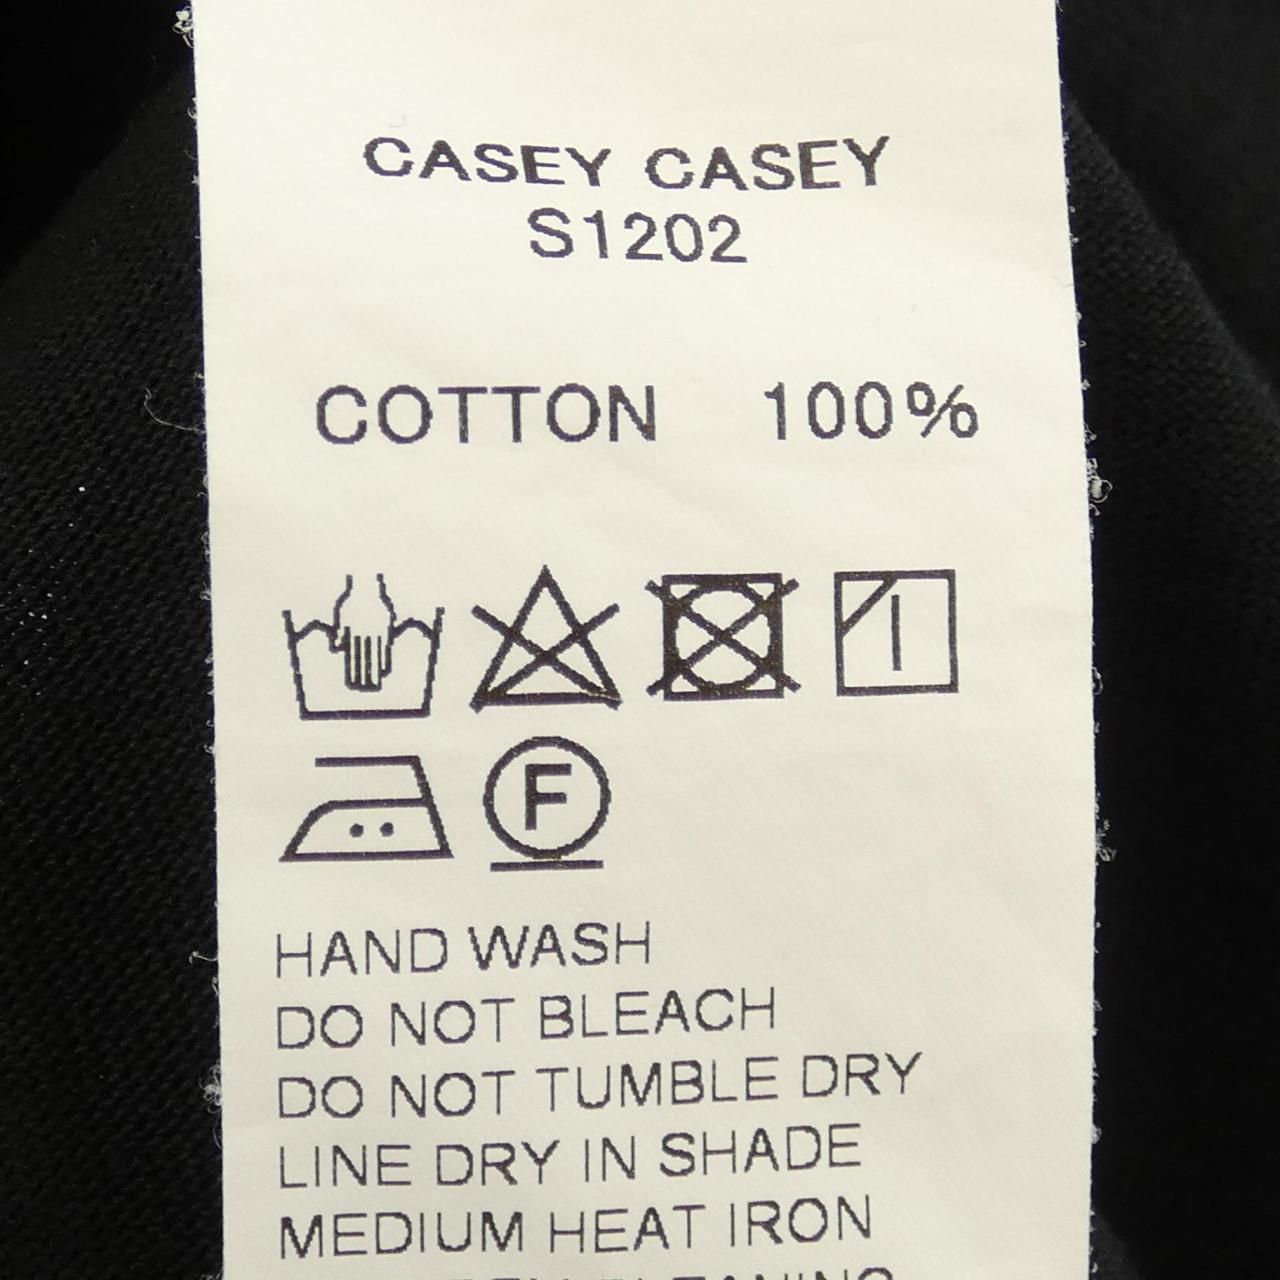 CASEY CASEY
S1202
COTTON 100%
F
HAND WASH
DO NOT BLEACH
DO NOT TUMBLE DRY
LINE DRY IN SHADE
MEDIUM HEAT IRON
CLEANING